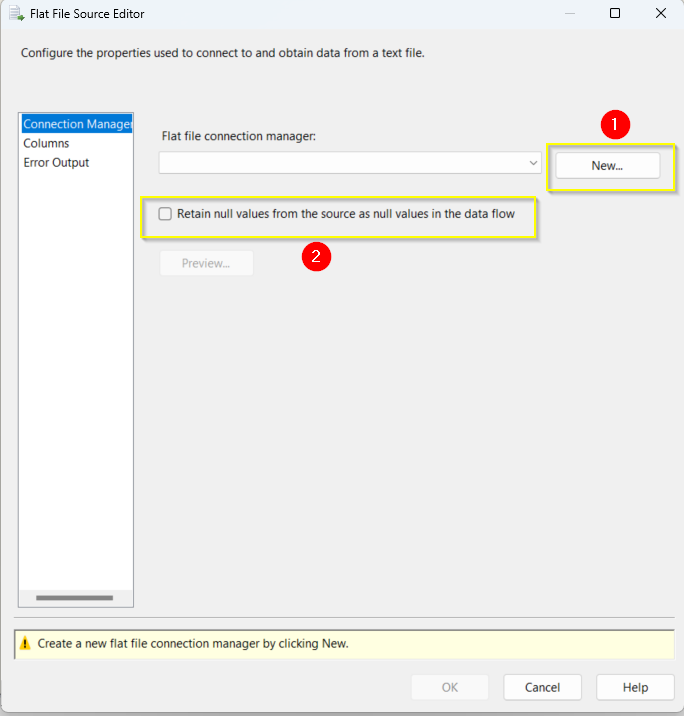 Flat File Source Editor
Configure the properties used to connect to and obtain data from a text file.
Connection Manager
Columns
Error Output
Flat file connection manager:
1
New...
Retain null values from the source as null values in the data flow
2
Preview...
Create a new flat file connection manager by clicking New.
OK
Cancel
Help